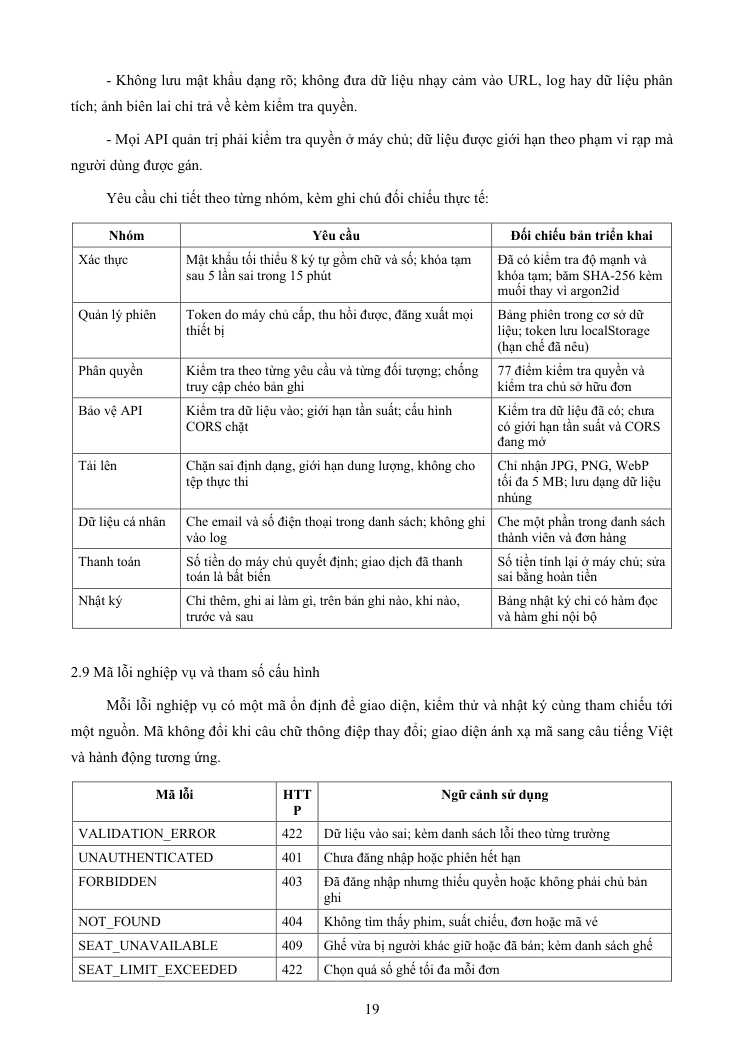 - Không lưu mật khẩu dạng rõ; không đưa dữ liệu nhạy cảm vào URL, log hay dữ liệu phân
tích; ảnh biên lai chỉ trả về kèm kiểm tra quyền.
- Mọi API quản trị phải kiểm tra quyền ở máy chủ; dữ liệu được giới hạn theo phạm vi rạp mà
người dùng được gán.
Yêu cầu chi tiết theo từng nhóm, kèm ghi chú đối chiếu thực tế:
Nhóm Yêu cầu Đối chiếu bản triển khai
Xác thực
Mật khẩu tối thiểu 8 ký tự gồm chữ và số; khóa tạm
sau 5 lần sai trong 15 phút
Đã có kiểm tra độ mạnh và
khóa tạm; băm SHA-256 kèm
muối thay vì argon2id
Quản lý phiên
Token do máy chủ cấp, thu hồi được, đăng xuất mọi
thiết bị
Bảng phiên trong cơ sở dữ
liệu; token lưu localStorage
(hạn chế đã nêu)
Phân quyền
Kiểm tra theo từng yêu cầu và từng đối tượng; chống
truy cập chéo bản ghi
77 điểm kiểm tra quyền và
kiểm tra chủ sở hữu đơn
Bảo vệ API
Kiểm tra dữ liệu vào; giới hạn tần suất; cấu hình
CORS chặt
Kiểm tra dữ liệu đã có; chưa
có giới hạn tần suất và CORS
đang mở
Tải lên
Chặn sai định dạng, giới hạn dung lượng, không cho
tệp thực thi
Chỉ nhận JPG, PNG, WebP
tối đa 5 MB; lưu dạng dữ liệu
nhúng
Dữ liệu cá nhân
Che email và số điện thoại trong danh sách; không ghi
vào log
Che một phần trong danh sách
thành viên và đơn hàng
Thanh toán
Số tiền do máy chủ quyết định; giao dịch đã thanh
toán là bất biến
Số tiền tính lại ở máy chủ; sửa
sai bằng hoàn tiền
Nhật ký
Chỉ thêm, ghi ai làm gì, trên bản ghi nào, khi nào,
trước và sau
Bảng nhật ký chỉ có hàm đọc
và hàm ghi nội bộ
2.9 Mã lỗi nghiệp vụ và tham số cấu hình
Mỗi lỗi nghiệp vụ có một mã ổn định để giao diện, kiểm thử và nhật ký cùng tham chiếu tới
một nguồn. Mã không đổi khi câu chữ thông điệp thay đổi; giao diện ánh xạ mã sang câu tiếng Việt
và hành động tương ứng.
Mã lỗi
HTT
P
Ngữ cảnh sử dụng
VALIDATION_ERROR 422 Dữ liệu vào sai; kèm danh sách lỗi theo từng trường
UNAUTHENTICATED 401 Chưa đăng nhập hoặc phiên hết hạn
FORBIDDEN 403 Đã đăng nhập nhưng thiếu quyền hoặc không phải chủ bản
ghi
NOT_FOUND 404 Không tìm thấy phim, suất chiếu, đơn hoặc mã vé
SEAT_UNAVAILABLE 409 Ghế vừa bị người khác giữ hoặc đã bán; kèm danh sách ghế
SEAT_LIMIT_EXCEEDED 422 Chọn quá số ghế tối đa mỗi đơn
19